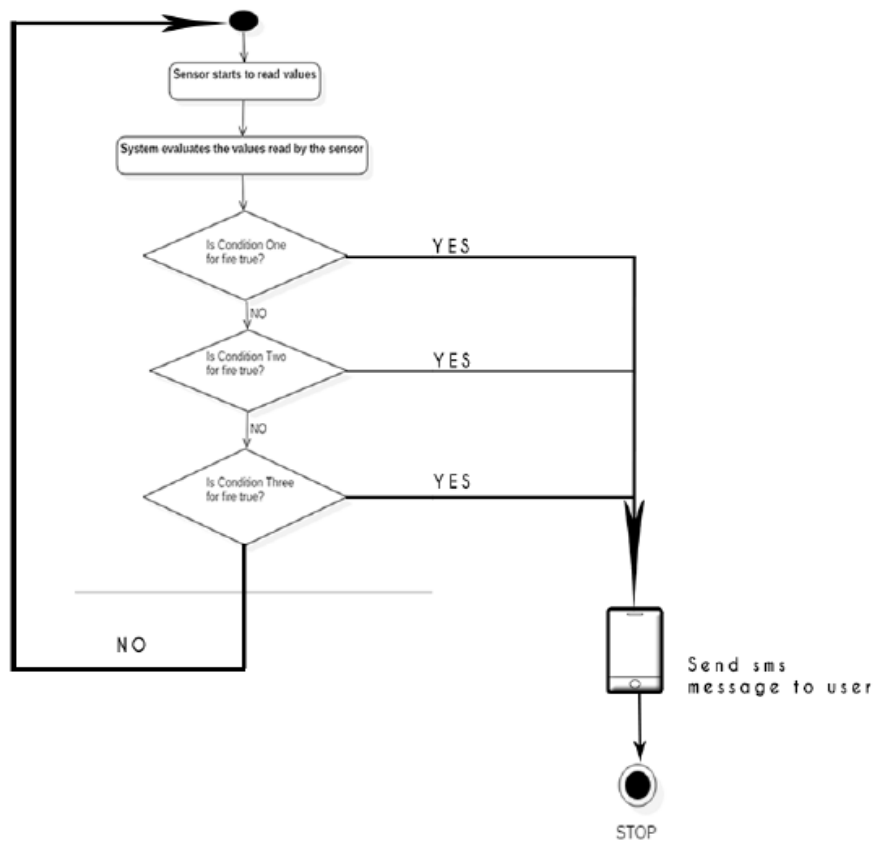 Sensor starts to read values
System evaluates the values read by the sensor
Is Condition One
for fire true?
YES
NO
Is Condition Two
for fire true?
YES
NO
Is Condition Three
for fire true?
YES
NO
Send sms
message to user
STOP